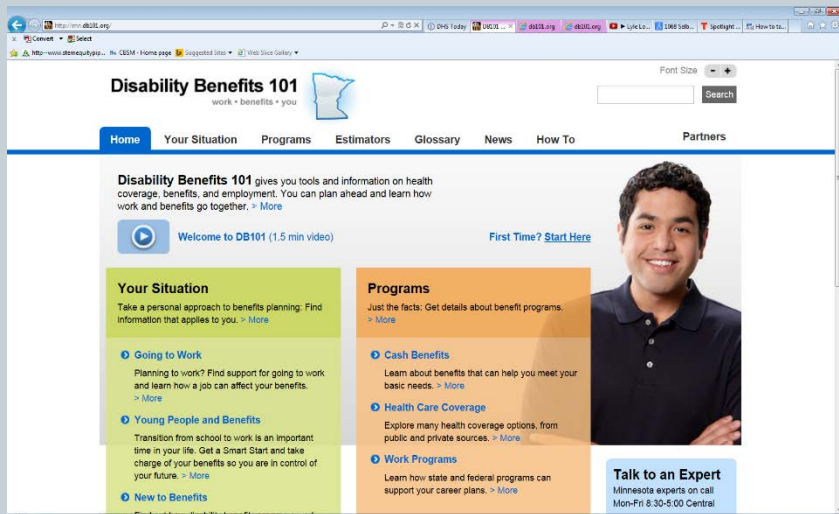 http://mn.db101.org/
DHS Today
DB101 ...
db101.org
db101.org
Lyle Lo...
1068 Selb...
Spotlight ...
How to ta...
Convert
Select
http--www.stemequitypip...
CBSM - Home page
Suggested Sites
Web Slice Gallery
Font Size - +
Disability Benefits 101
work • benefits • you
Search
Home Your Situation Programs Estimators Glossary News How To Partners
Disability Benefits 101 gives you tools and information on health
coverage, benefits, and employment. You can plan ahead and learn how
work and benefits go together. > More
Welcome to DB101 (1.5 min video)
First Time? Start Here
Your Situation
Take a personal approach to benefits planning: Find
information that applies to you. > More
Going to Work
Planning to work? Find support for going to work
and learn how a job can affect your benefits.
> More
Young People and Benefits
Transition from school to work is an important
time in your life. Get a Smart Start and take
charge of your benefits so you are in control of
your future. > More
New to Benefits
Programs
Just the facts: Get details about benefit programs.
> More
Cash Benefits
Learn about benefits that can help you meet your
basic needs. > More
Health Care Coverage
Explore many health coverage options, from
public and private sources. > More
Work Programs
Learn how state and federal programs can
support your career plans. > More
Talk to an Expert
Minnesota experts on call
Mon-Fri 8:30-5:00 Central